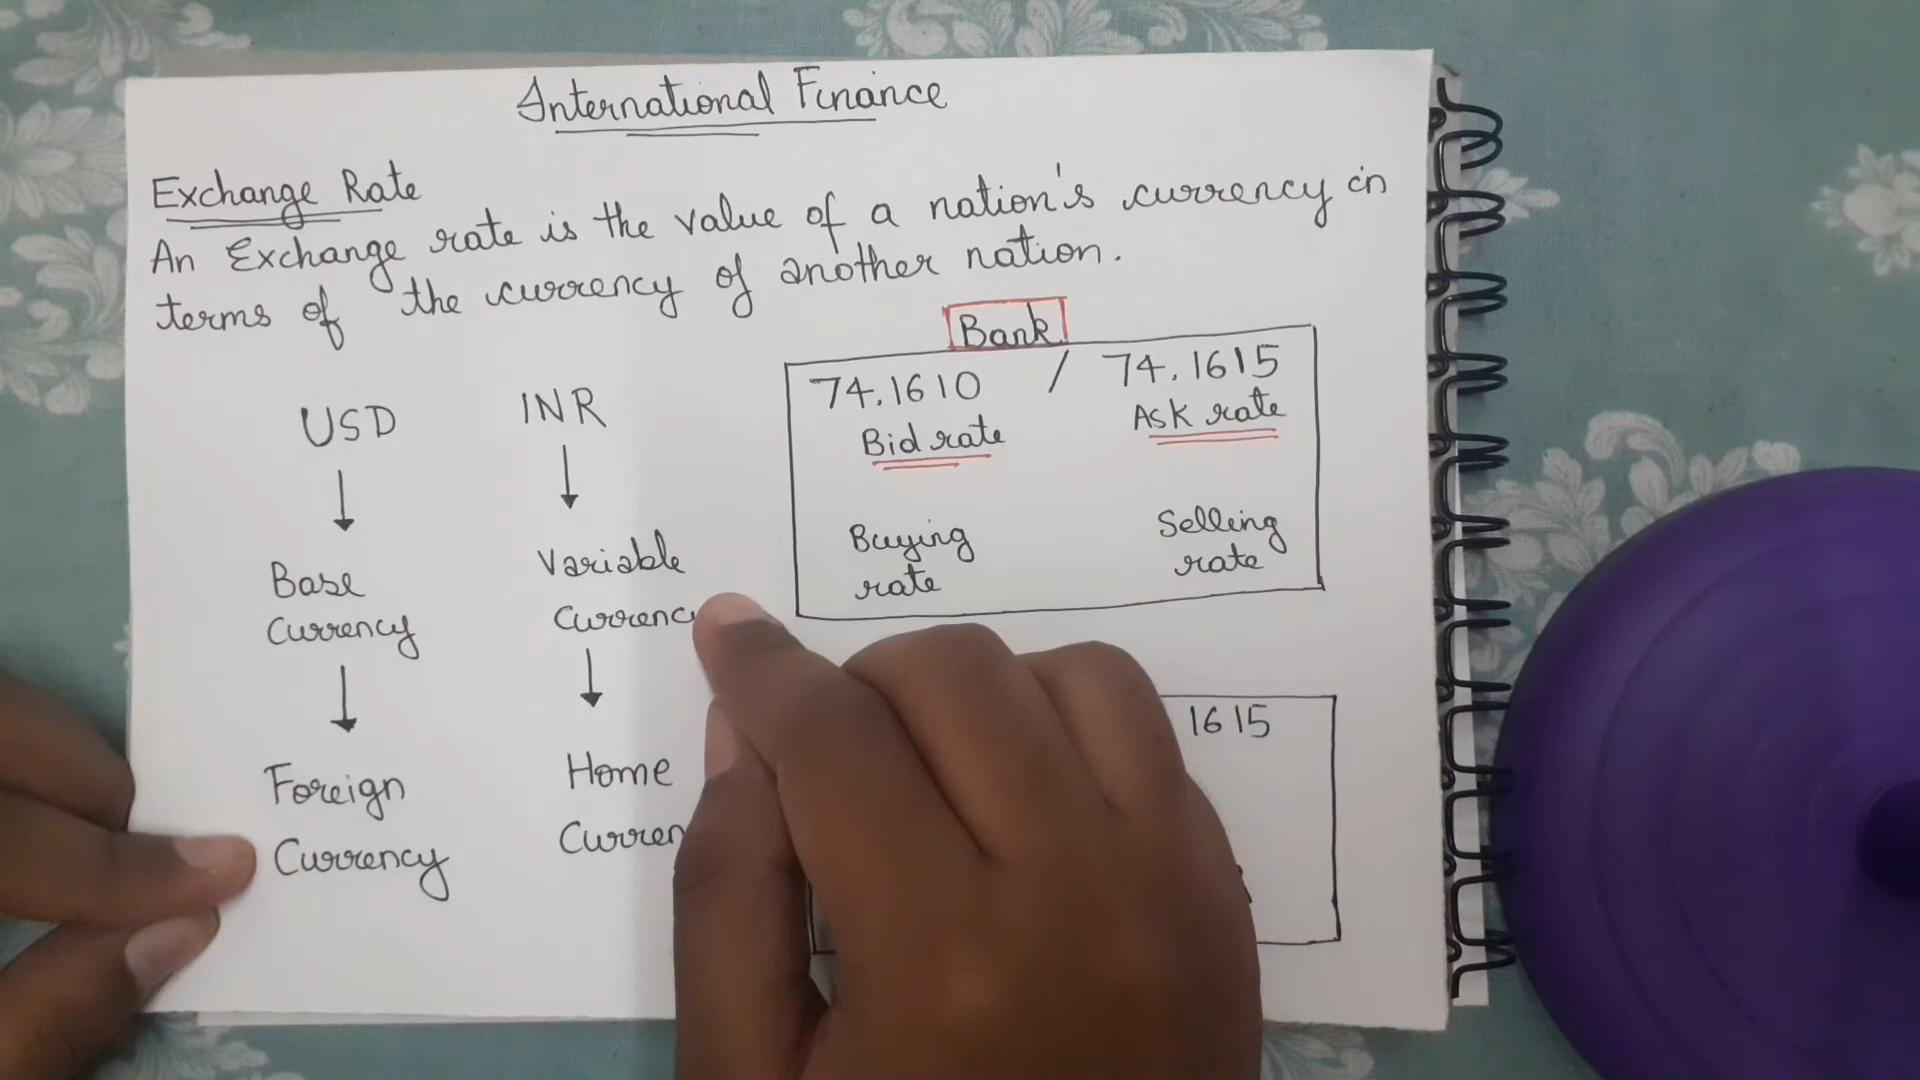 International Finance
Exchange Rate
An Exchange rate is the value of a nation's currency in
terms of the currency of another nation.
Bank
USD
INR
74.1610 / 74.1615
Bid rate
Ask rate
Buying
rate
Selling
rate
Base
Currency
Variable
Foreign
Currency
Home
1615